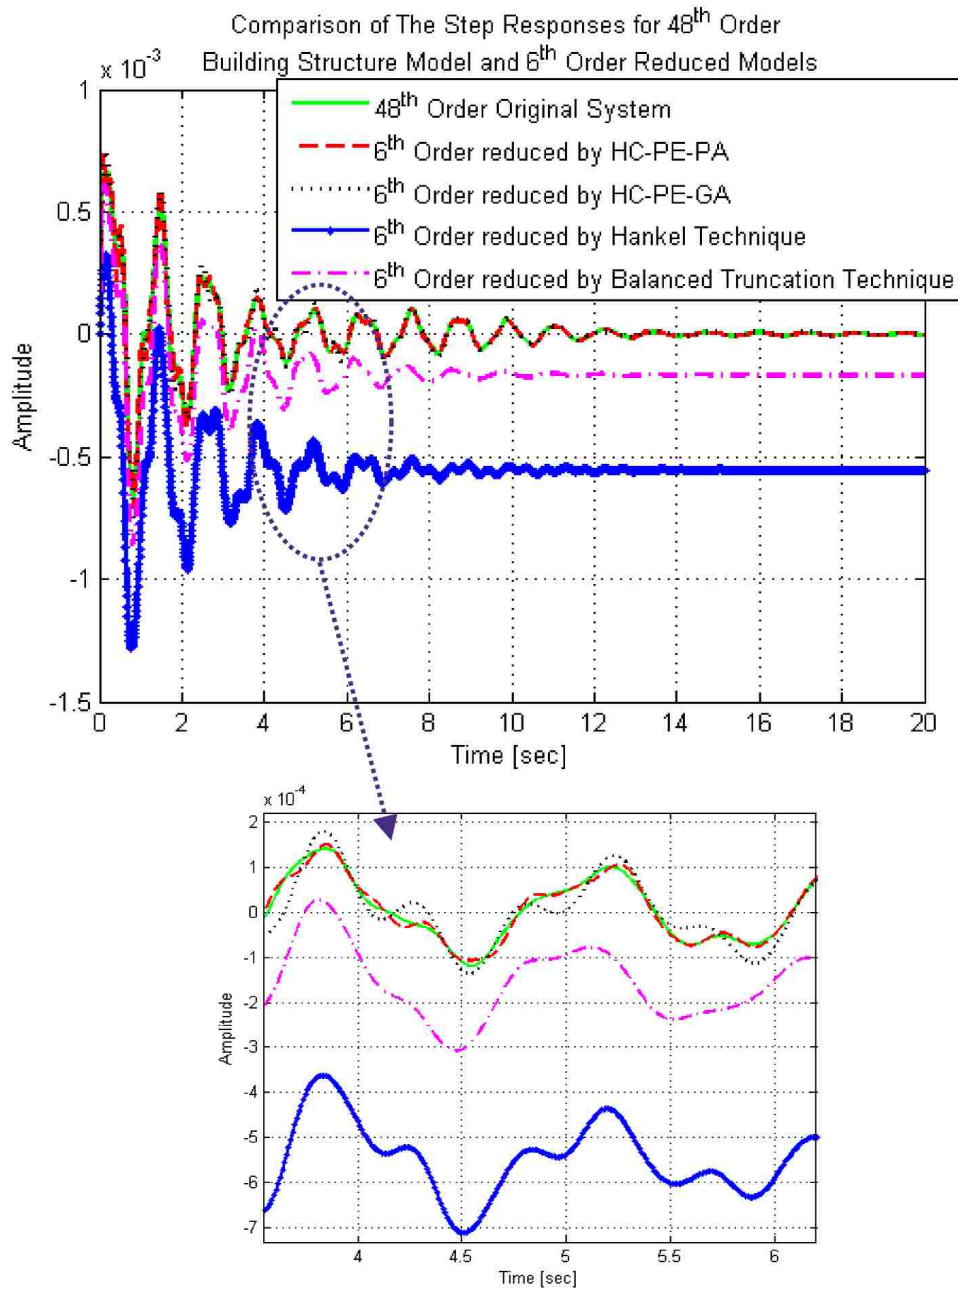 Comparison of The Step Responses for 48th Order
Building Structure Model and 6th Order Reduced Models
x 10-3
48th Order Original System
6th Order reduced by HC-PE-PA
6th Order reduced by HC-PE-GA
6th Order reduced by Hankel Technique
6th Order reduced by Balanced Truncation Technique
1
0.5
0
-0.5
-1
-1.5
Amplitude
0 2 4 6 8 10 12 14 16 18 20
Time [sec]
x 10-4
2
1
0
-1
-2
-3
-4
-5
-6
-7
Amplitude
4 4.5 5 5.5 6
Time [sec]